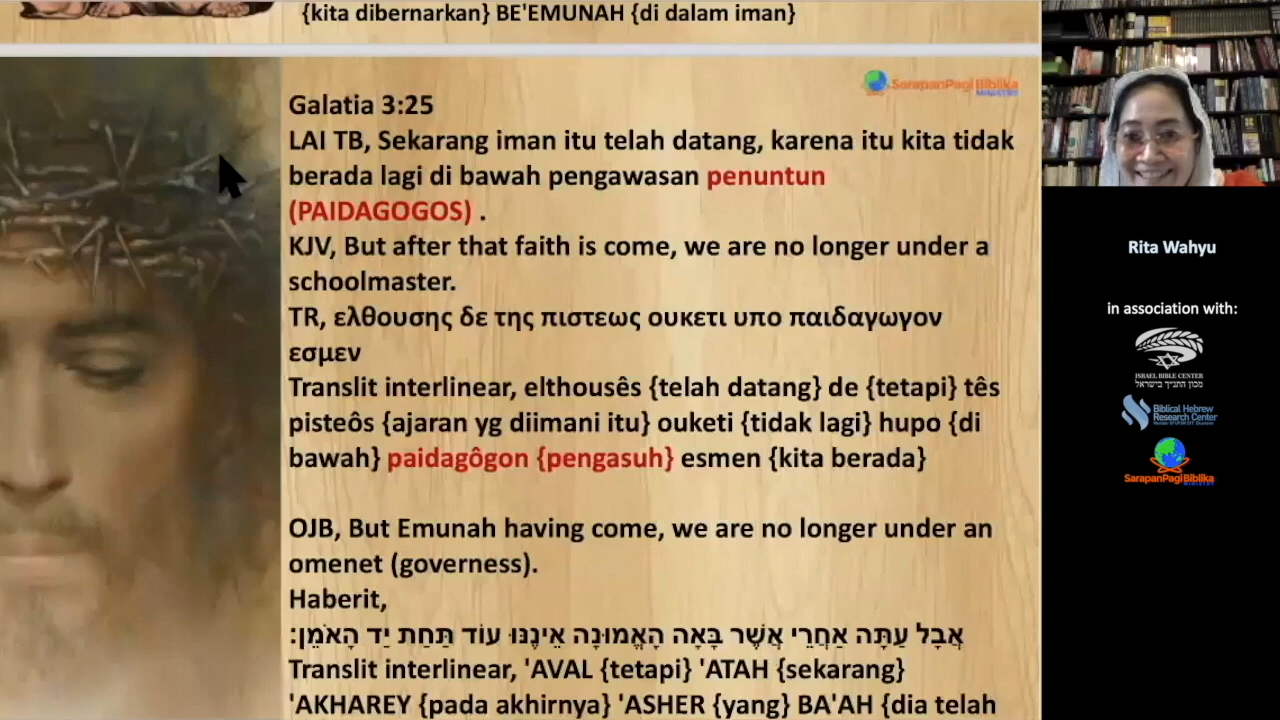 {kita dibernarkan} BE'EMUNAH {di dalam iman}
SarapanPagi Biblika
MINISTRY
Galatia 3:25
LAI TB, Sekarang iman itu telah datang, karena itu kita tidak
berada lagi di bawah pengawasan penuntun
(PAIDAGOGOS) .
KJV, But after that faith is come, we are no longer under a
schoolmaster.
TR, ελθουσης δε της πιστεως ουκετι υπο παιδαγωγον
εσμεν
Translit interlinear, elthousês {telah datang} de {tetapi} tês
pisteôs {ajaran yg diimani itu} ouketi {tidak lagi} hupo {di
bawah} paidagôgon {pengasuh} esmen {kita berada}
OJB, But Emunah having come, we are no longer under an
omenet (governess).
Haberit,
אֲבָל עַתָּה אַחֲרֵי אֲשֶׁר בָּאָה הָאֱמוּנָה אֵינֶנּוּ עוֹד תַּחַת יַד הָאֹמֵן׃
Translit interlinear, 'AVAL {tetapi} 'ATAH {sekarang}
'AKHAREY {pada akhirnya} 'ASHER {yang} BA'AH {dia telah
Rita Wahyu
in association with:
ISRAEL BIBLE CENTER
מכון התנ״ך בישראל
Biblical Hebrew
Research Center
SarapanPagi Biblika
MINISTRY